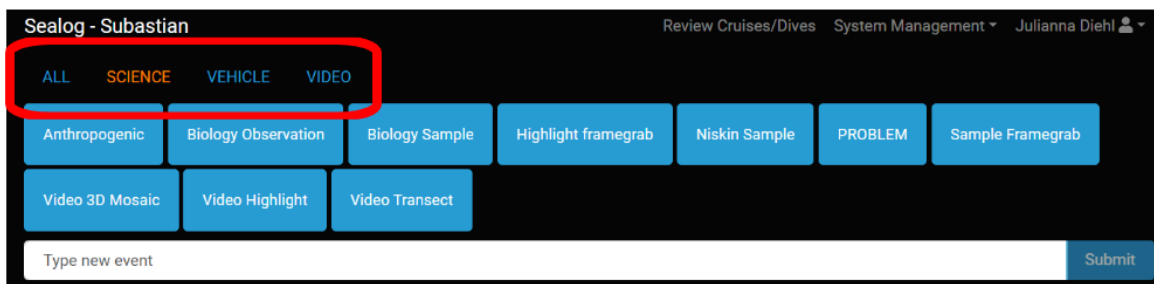 Sealog - Subastian Review Cruises/Dives System Management Julianna Diehl
ALL SCIENCE VEHICLE VIDEO
Anthropogenic Biology Observation Biology Sample Highlight framegrab Niskin Sample PROBLEM Sample Framegrab
Video 3D Mosaic Video Highlight Video Transect
Type new event Submit